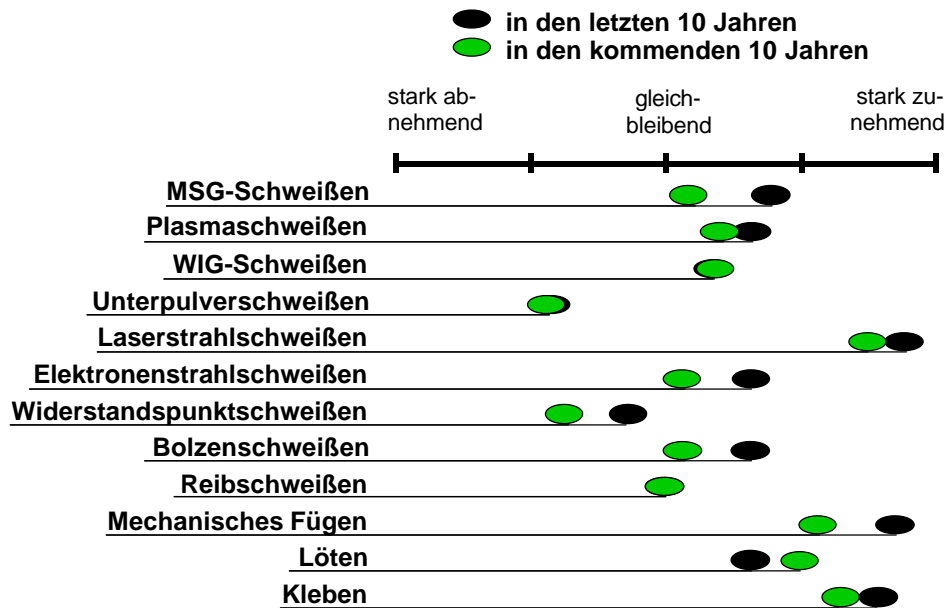 in den letzten 10 Jahren
in den kommenden 10 Jahren
stark ab-
nehmend
gleich-
bleibend
stark zu-
nehmend
MSG-Schweißen
Plasmaschweißen
WIG-Schweißen
Unterpulverschweißen
Laserstrahlschweißen
Elektronenstrahlschweißen
Widerstandspunktschweißen
Bolzenschweißen
Reibschweißen
Mechanisches Fügen
Löten
Kleben